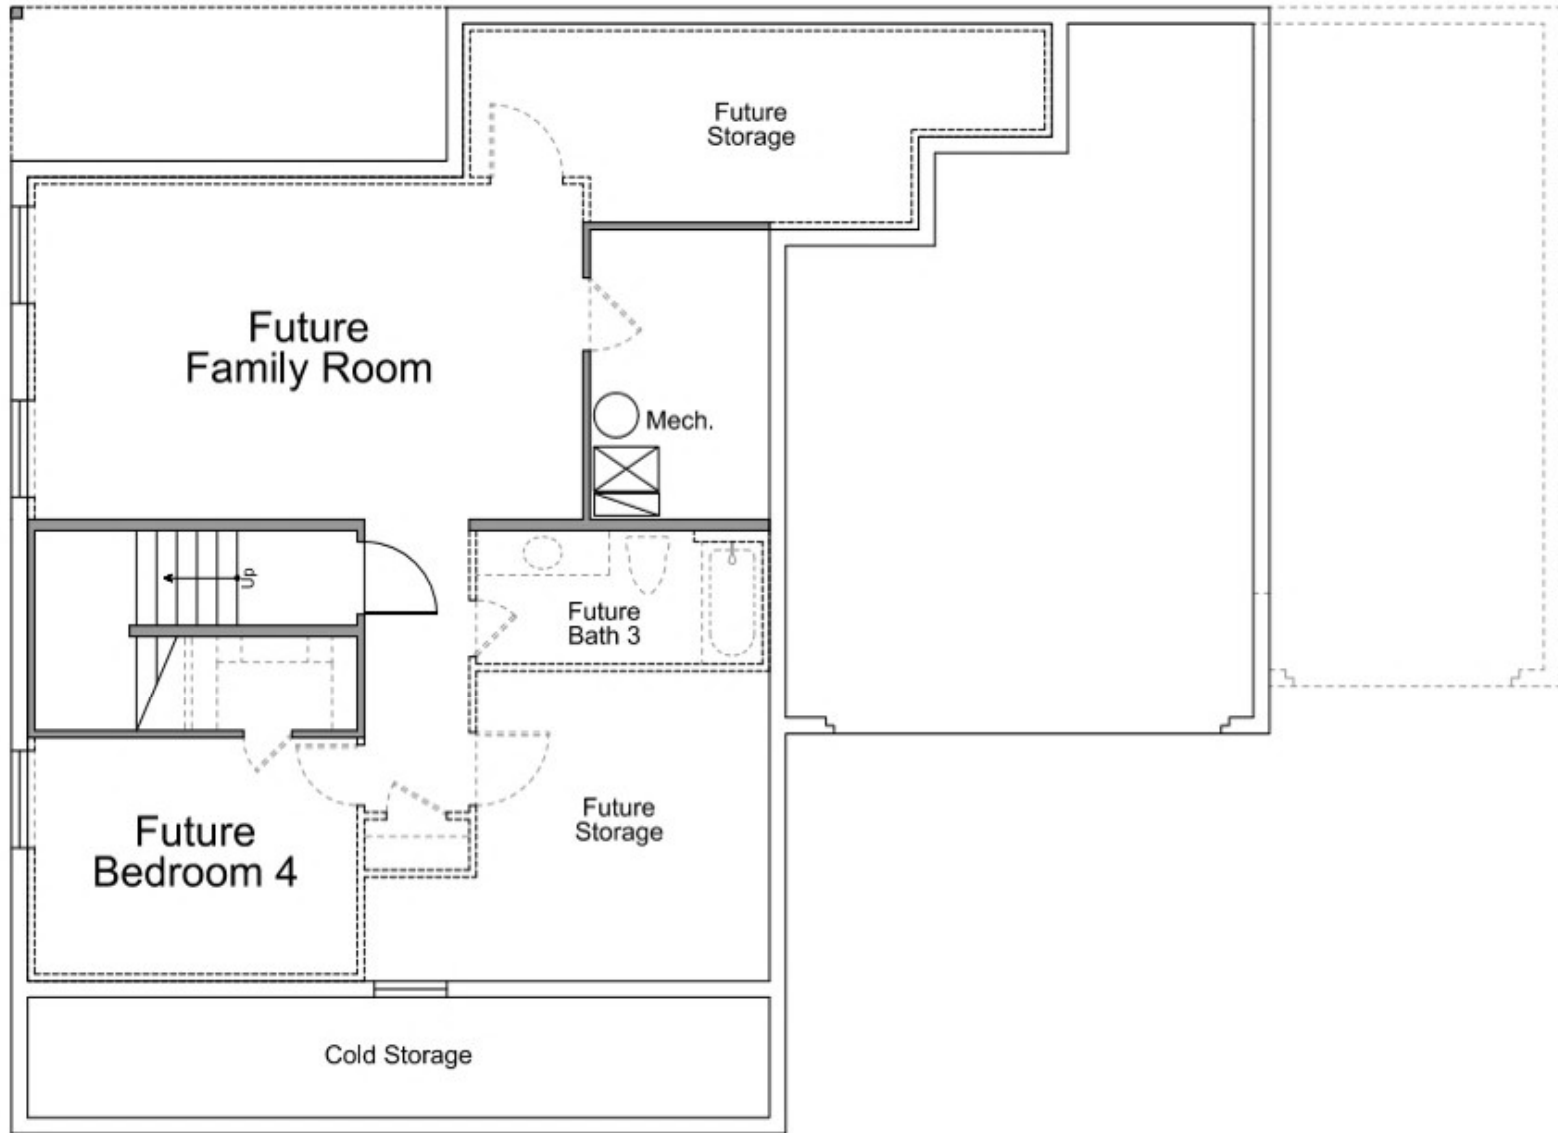 Future
Storage
Future
Family Room
Mech.
Up
Future
Bath 3
Future
Storage
Future
Bedroom 4
Cold Storage